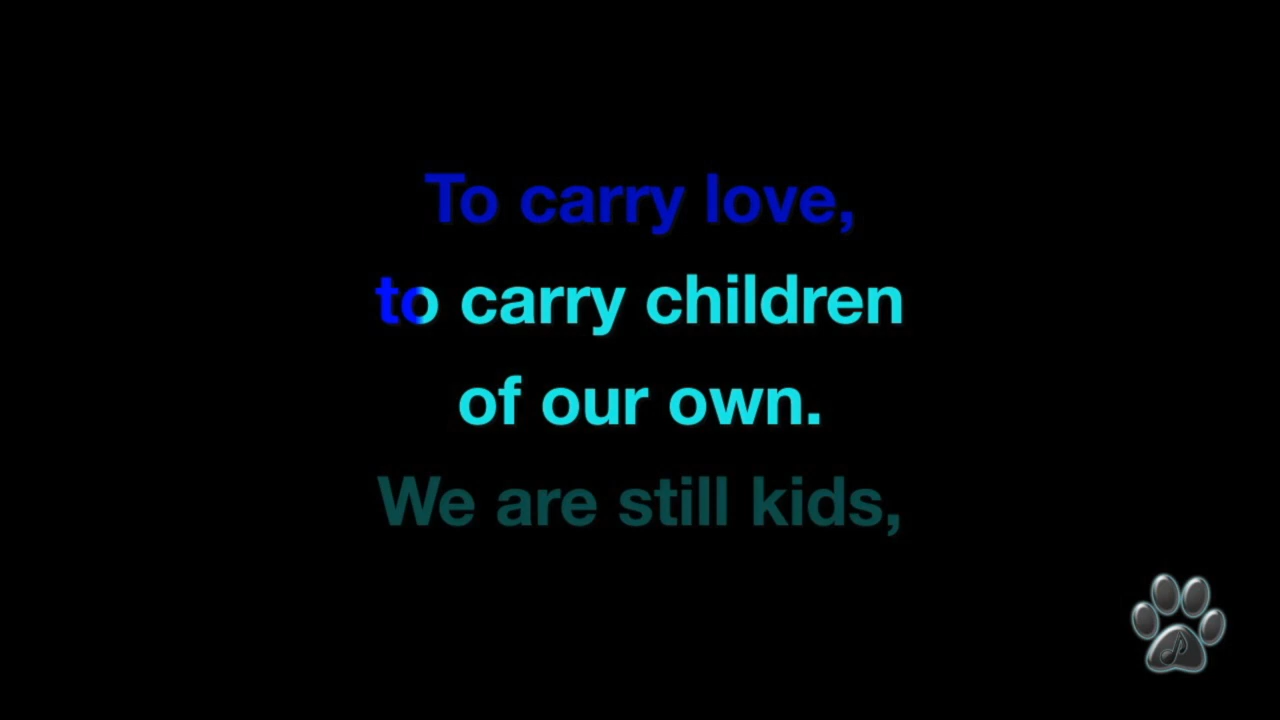 To carry love,
to carry children
of our own.
We are still kids,